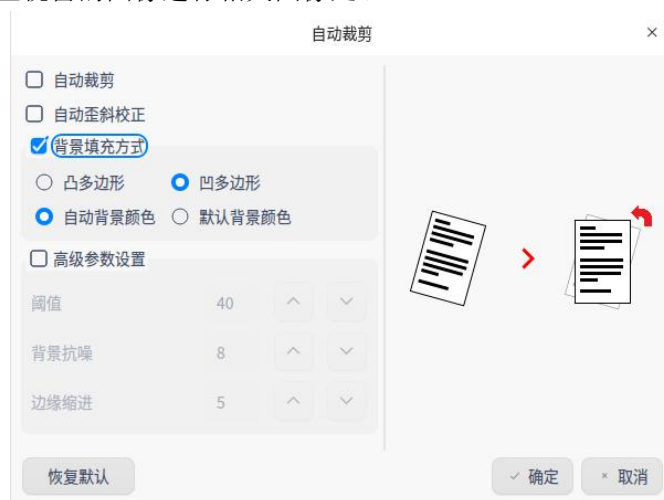 自动裁剪
自动裁剪
自动歪斜校正
背景填充方式
凸多边形 凹多边形
自动背景颜色 默认背景颜色
高级参数设置
阈值 40
背景抗噪 8
边缘缩进 5
恢复默认 确定 取消